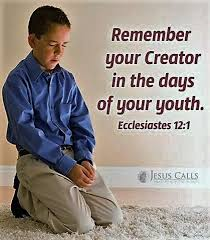 Remember
your Creator
in the days
of your youth.
Ecclesiastes 12:1
JESUS CALLS